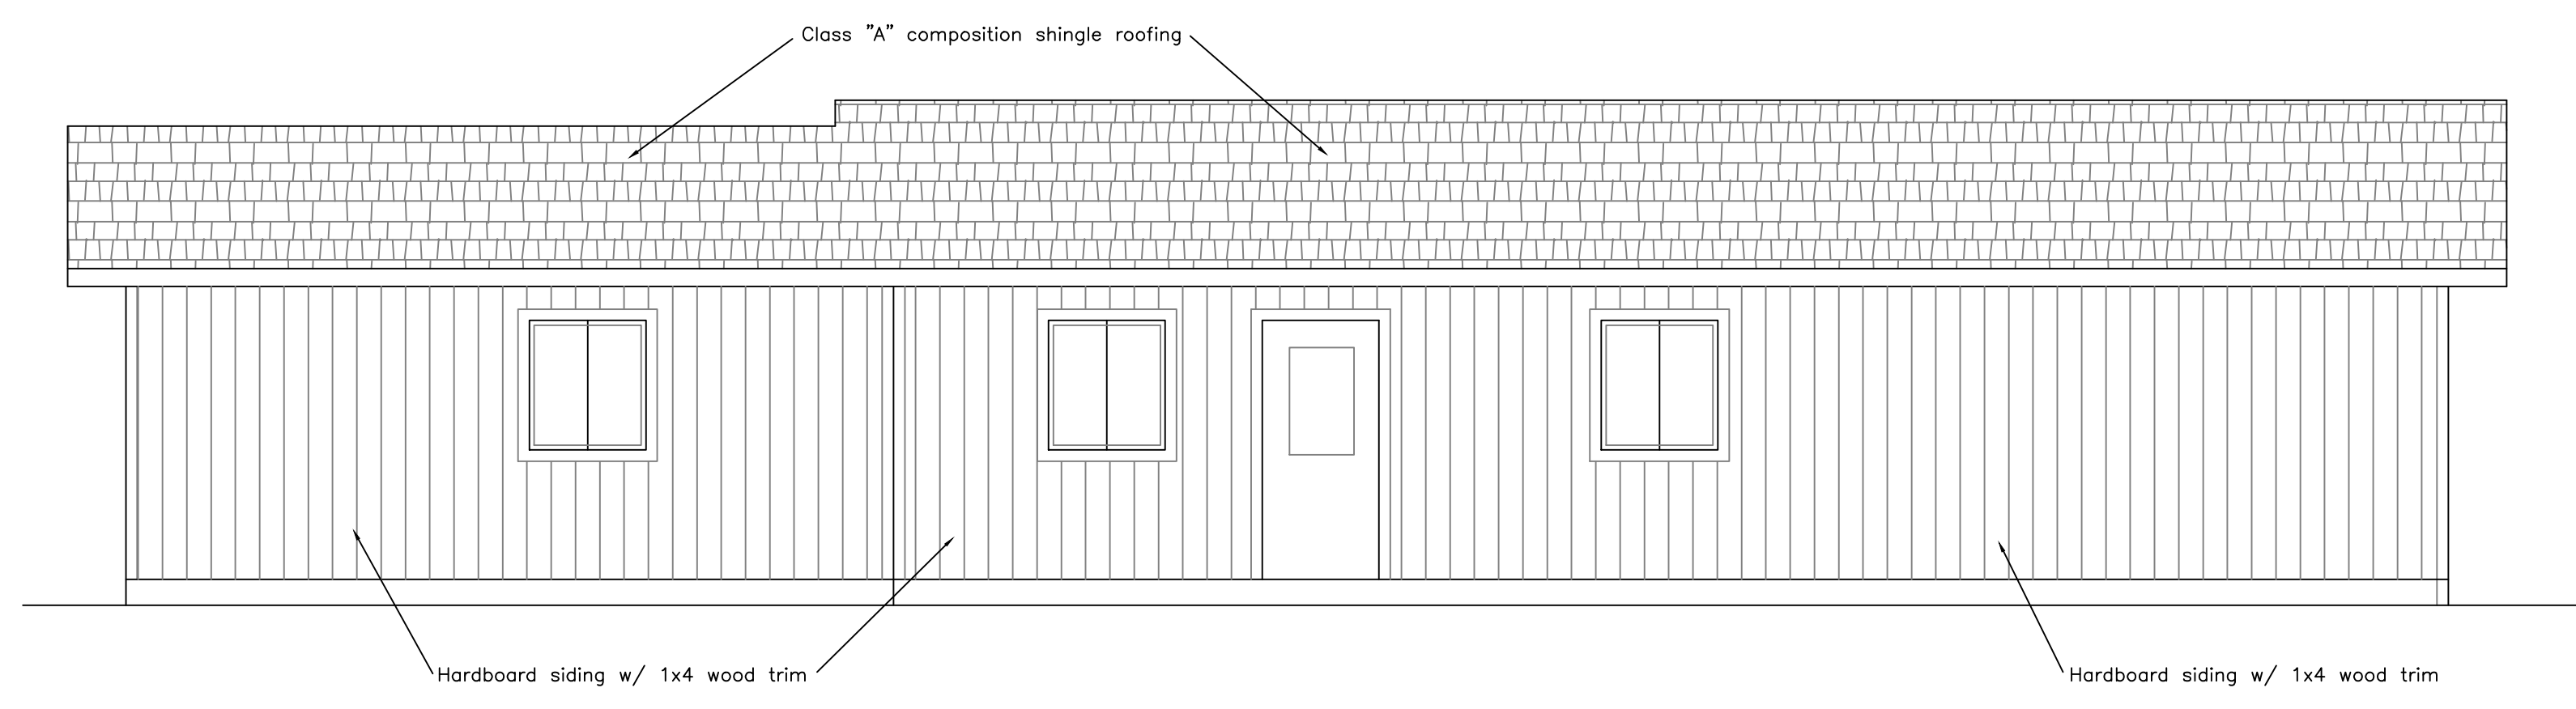 Class "A" composition shingle roofing
Hardboard siding w/ 1x4 wood trim
Hardboard siding w/ 1x4 wood trim